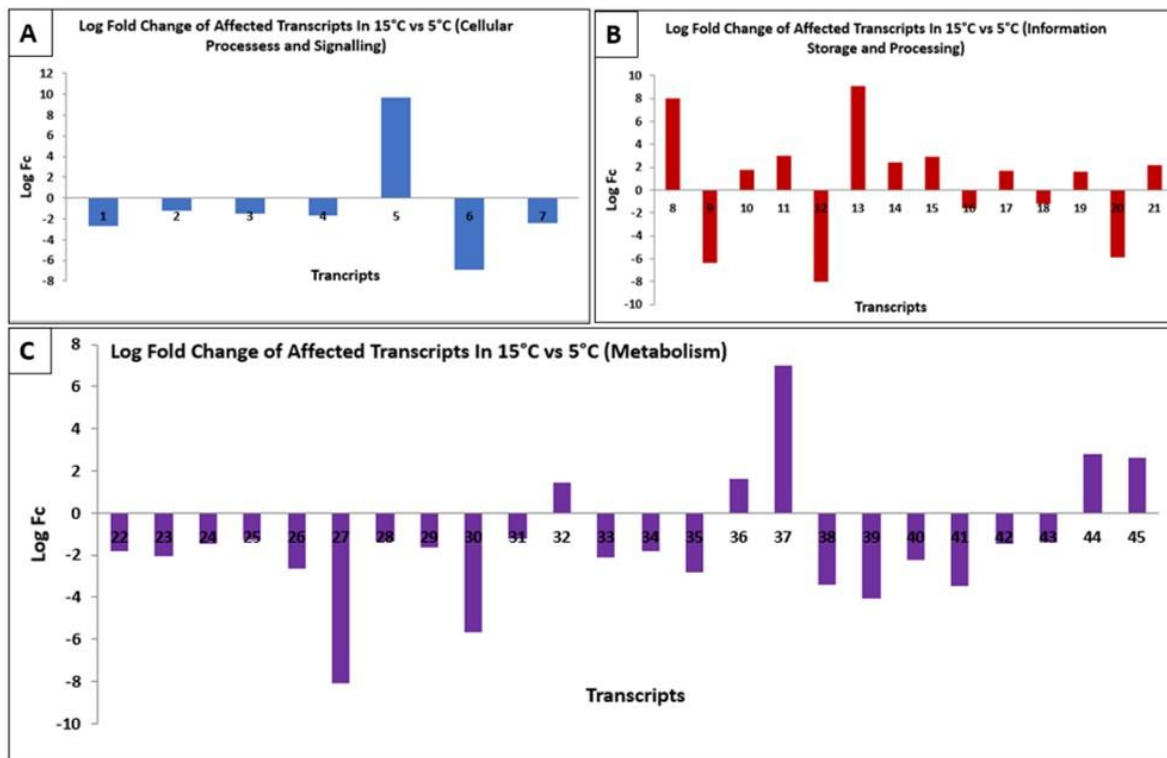 A
Log Fold Change of Affected Transcripts In 15°C vs 5°C (Cellular
Processess and Signalling)
12
10
8
6
4
2
0
-2
-4
-6
-8
Log Fc
1 2 3 4 5 6 7
Trancripts
B
Log Fold Change of Affected Transcripts In 15°C vs 5°C (Information
Storage and Processing)
10
8
6
4
2
0
-2
-4
-6
-8
-10
Log Fc
8 9 10 11 12 13 14 15 16 17 18 19 20 21
Transcripts
C
Log Fold Change of Affected Transcripts In 15°C vs 5°C (Metabolism)
8
6
4
2
0
-2
-4
-6
-8
-10
Log Fc
22 23 24 25 26 27 28 29 30 31 32 33 34 35 36 37 38 39 40 41 42 43 44 45
Transcripts